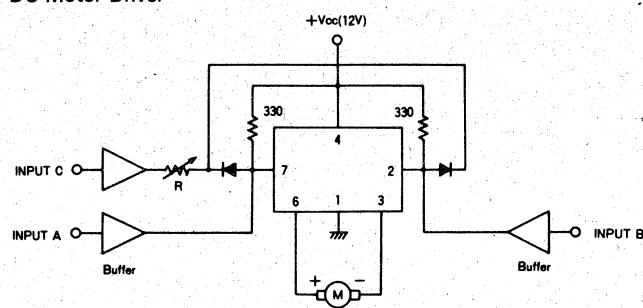 DC Motor Driver
+Vcc(12V)
330
330
4
INPUT C
R
7
2
6
1
3
INPUT A
Buffer
+
M
−
INPUT B
Buffer